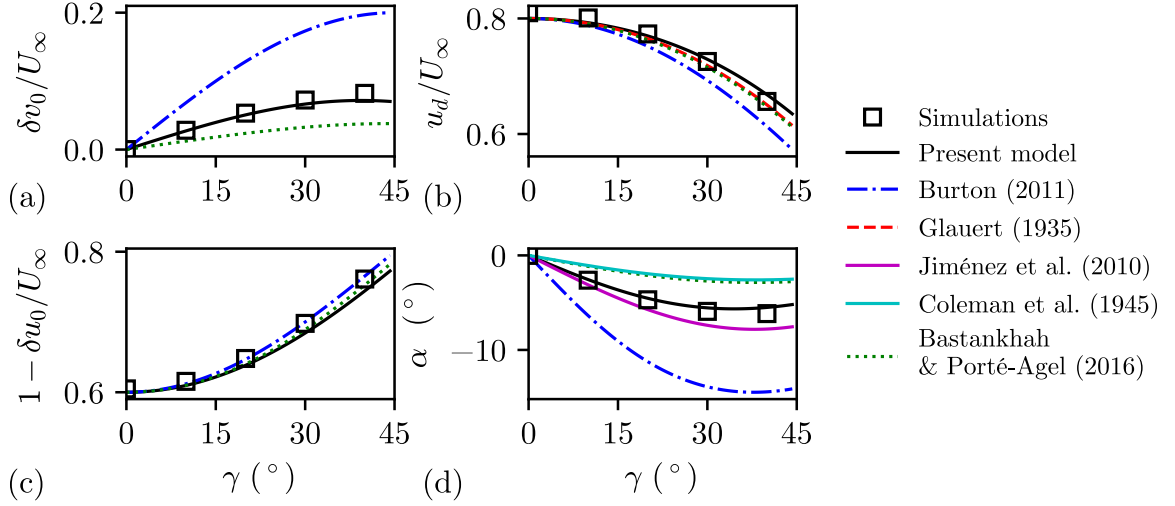 0.2
0.0
δv₀/U∞
0 15 30 45
(a)
0.8
0.6
u_d/U∞
0 15 30 45
(b)
0.8
0.6
1 − δu₀/U∞
0 15 30 45
γ (°)
(c)
0
−10
α (°)
0 15 30 45
γ (°)
(d)
Simulations
Present model
Burton (2011)
Glauert (1935)
Jiménez et al. (2010)
Coleman et al. (1945)
Bastankhah
& Porté-Agel (2016)